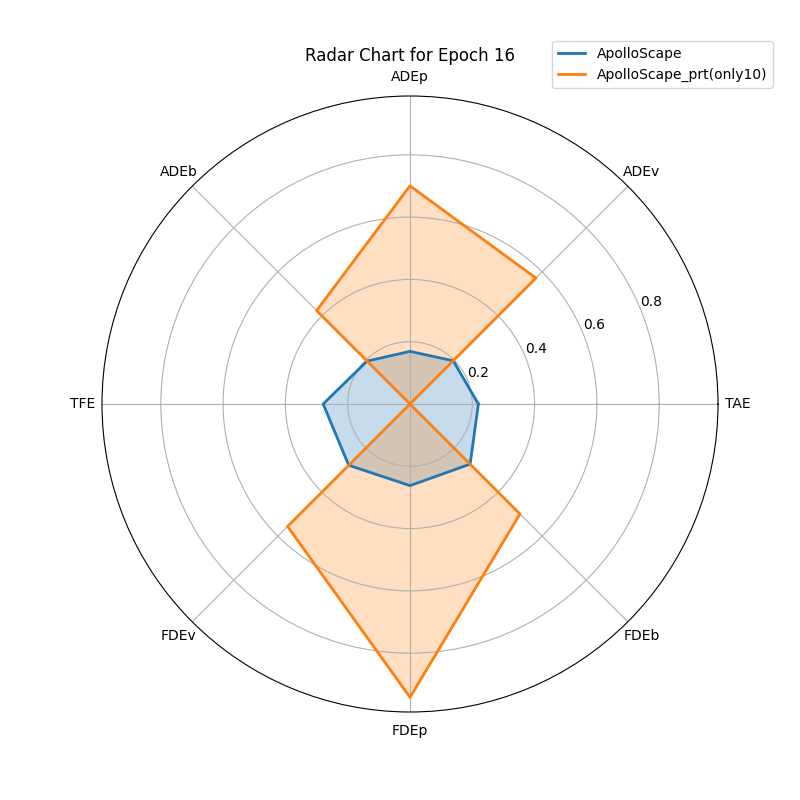 Radar Chart for Epoch 16
ApolloScape
ApolloScape_prt(only10)
ADEp
ADEb
ADEv
0.8
0.6
0.4
0.2
TFE
TAE
FDEv
FDEb
FDEp